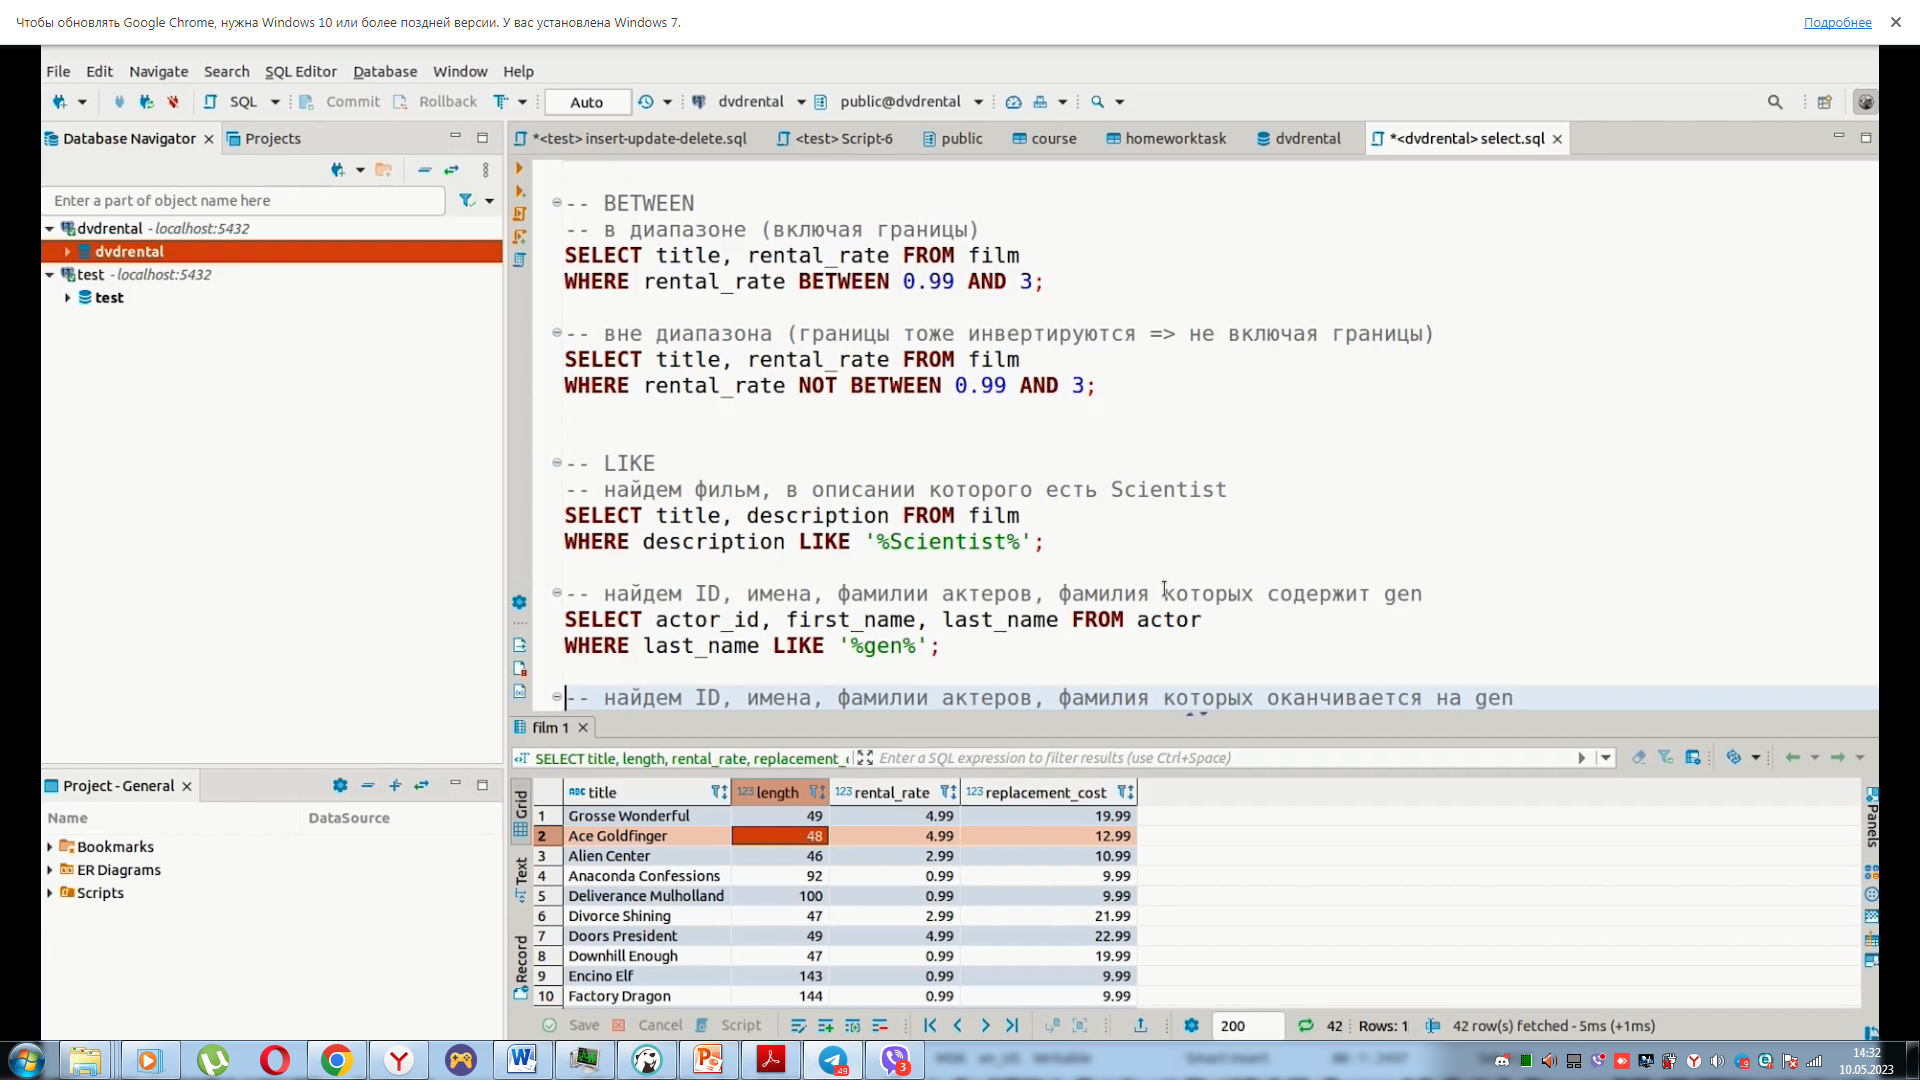 Чтобы обновлять Google Chrome, нужна Windows 10 или более поздней версии. У вас установлена Windows 7.
Подробнее
File Edit Navigate Search SQL Editor Database Window Help
SQL Commit Rollback Auto dvdrental public@dvdrental
Database Navigator Projects
*<test> insert-update-delete.sql <test> Script-6 public course homeworktask dvdrental *<dvdrental> select.sql
Enter a part of object name here
dvdrental - localhost:5432
dvdrental
test - localhost:5432
test
-- BETWEEN
-- в диапазоне (включая границы)
SELECT title, rental_rate FROM film
WHERE rental_rate BETWEEN 0.99 AND 3;
-- вне диапазона (границы тоже инвертируются => не включая границы)
SELECT title, rental_rate FROM film
WHERE rental_rate NOT BETWEEN 0.99 AND 3;
-- LIKE
-- найдем фильм, в описании которого есть Scientist
SELECT title, description FROM film
WHERE description LIKE '%Scientist%';
-- найдем ID, имена, фамилии актеров, фамилия которых содержит gen
SELECT actor_id, first_name, last_name FROM actor
WHERE last_name LIKE '%gen%';
-- найдем ID, имена, фамилии актеров, фамилия которых оканчивается на gen
Project - General
Name DataSource
Bookmarks
ER Diagrams
Scripts
film 1
SELECT title, length, rental_rate, replacement_c
Enter a SQL expression to filter results (use Ctrl+Space)
Grid
Text
Record
Panels
ABC title 123 length 123 rental_rate 123 replacement_cost
1 Grosse Wonderful 49 4.99 19.99
2 Ace Goldfinger 48 4.99 12.99
3 Alien Center 46 2.99 10.99
4 Anaconda Confessions 92 0.99 9.99
5 Deliverance Mulholland 100 0.99 9.99
6 Divorce Shining 47 2.99 21.99
7 Doors President 49 4.99 22.99
8 Downhill Enough 47 0.99 19.99
9 Encino Elf 143 0.99 9.99
10 Factory Dragon 144 0.99 9.99
Save Cancel Script 200 42 Rows: 1 42 row(s) fetched - 5ms (+1ms)
49
3
14:32
10.05.2023